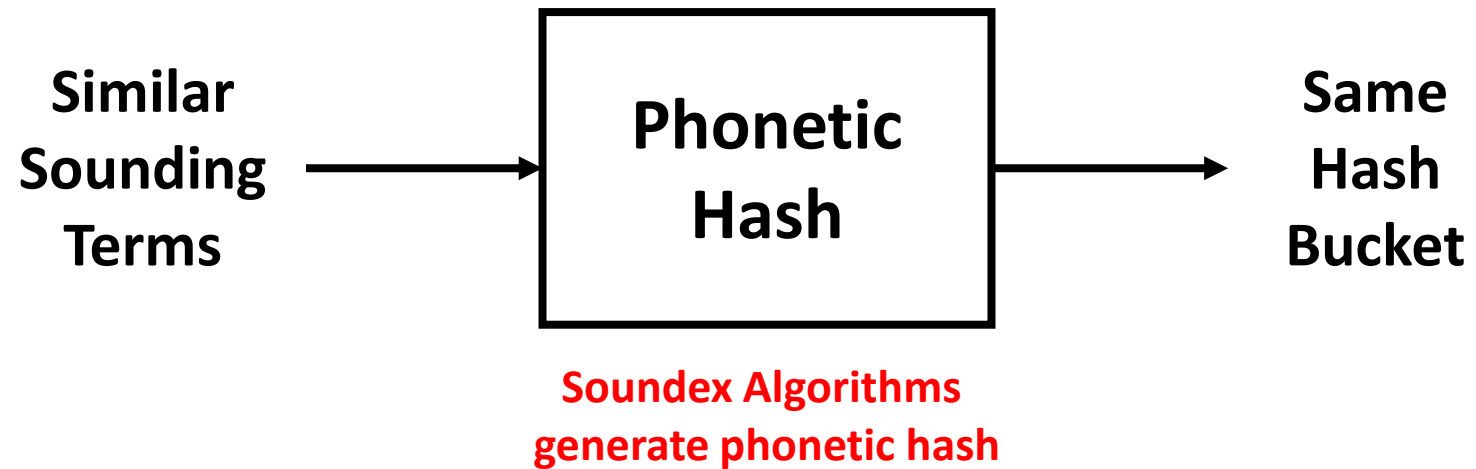 Similar
Sounding
Terms
Phonetic
Hash
Same
Hash
Bucket
Soundex Algorithms
generate phonetic hash